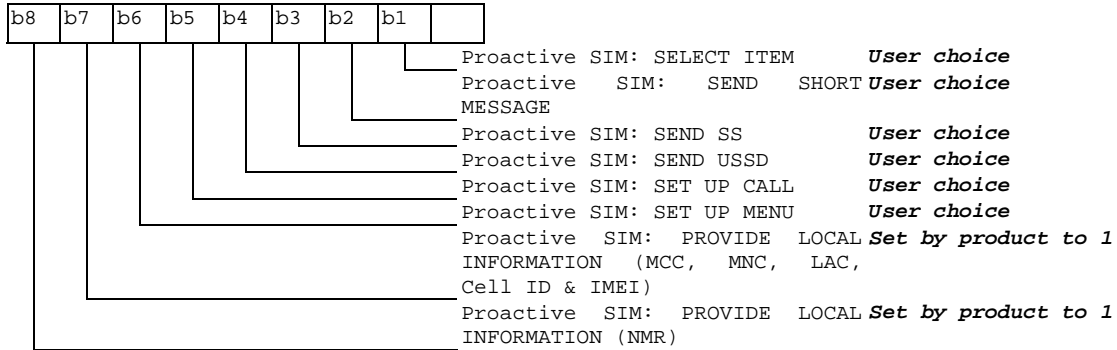 b8 b7 b6 b5 b4 b3 b2 b1
Proactive SIM: SELECT ITEM User choice
Proactive SIM: SEND SHORT User choice
MESSAGE
Proactive SIM: SEND SS User choice
Proactive SIM: SEND USSD User choice
Proactive SIM: SET UP CALL User choice
Proactive SIM: SET UP MENU User choice
Proactive SIM: PROVIDE LOCAL Set by product to 1
INFORMATION (MCC, MNC, LAC,
Cell ID & IMEI)
Proactive SIM: PROVIDE LOCAL Set by product to 1
INFORMATION (NMR)